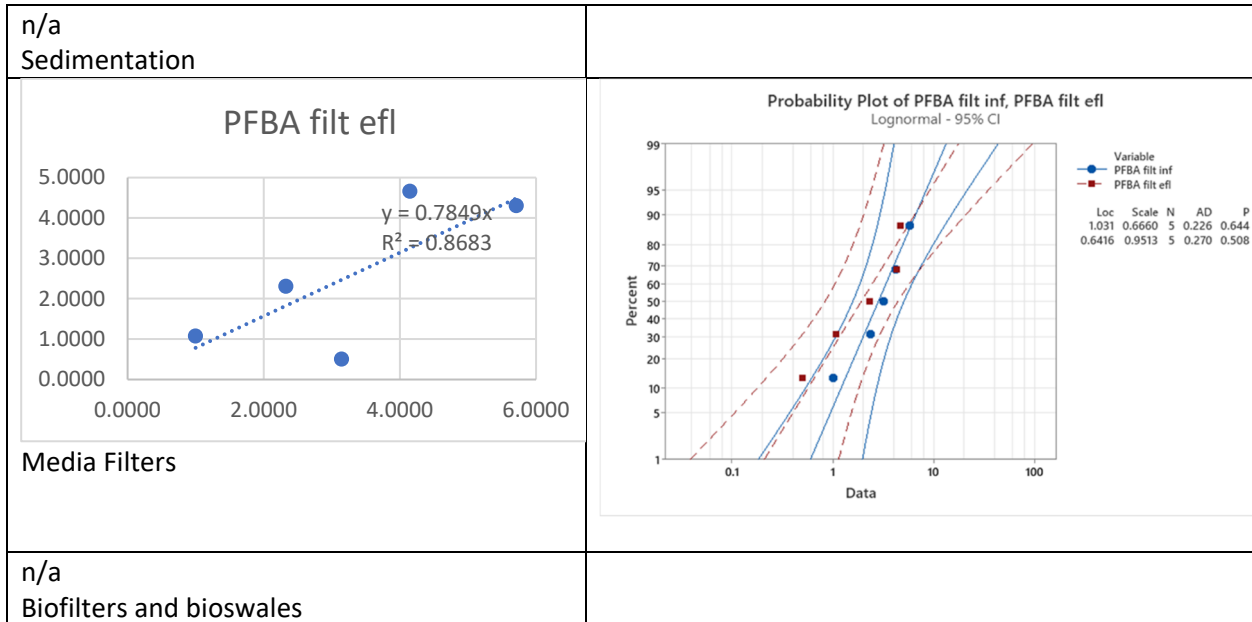 n/a
Sedimentation
PFBA filt efl
5.0000
4.0000
3.0000
2.0000
1.0000
0.0000
y = 0.7849x
R² = 0.8683
0.0000 2.0000 4.0000 6.0000
Media Filters
Probability Plot of PFBA filt inf, PFBA filt efl
Lognormal - 95% CI
Percent
99
95
90
80
70
60
50
40
30
20
10
5
1
0.1 1 10 100
Data
Variable
PFBA filt inf
PFBA filt efl
Loc Scale N AD P
1.031 0.6660 5 0.226 0.644
0.6416 0.9513 5 0.270 0.508
n/a
Biofilters and bioswales